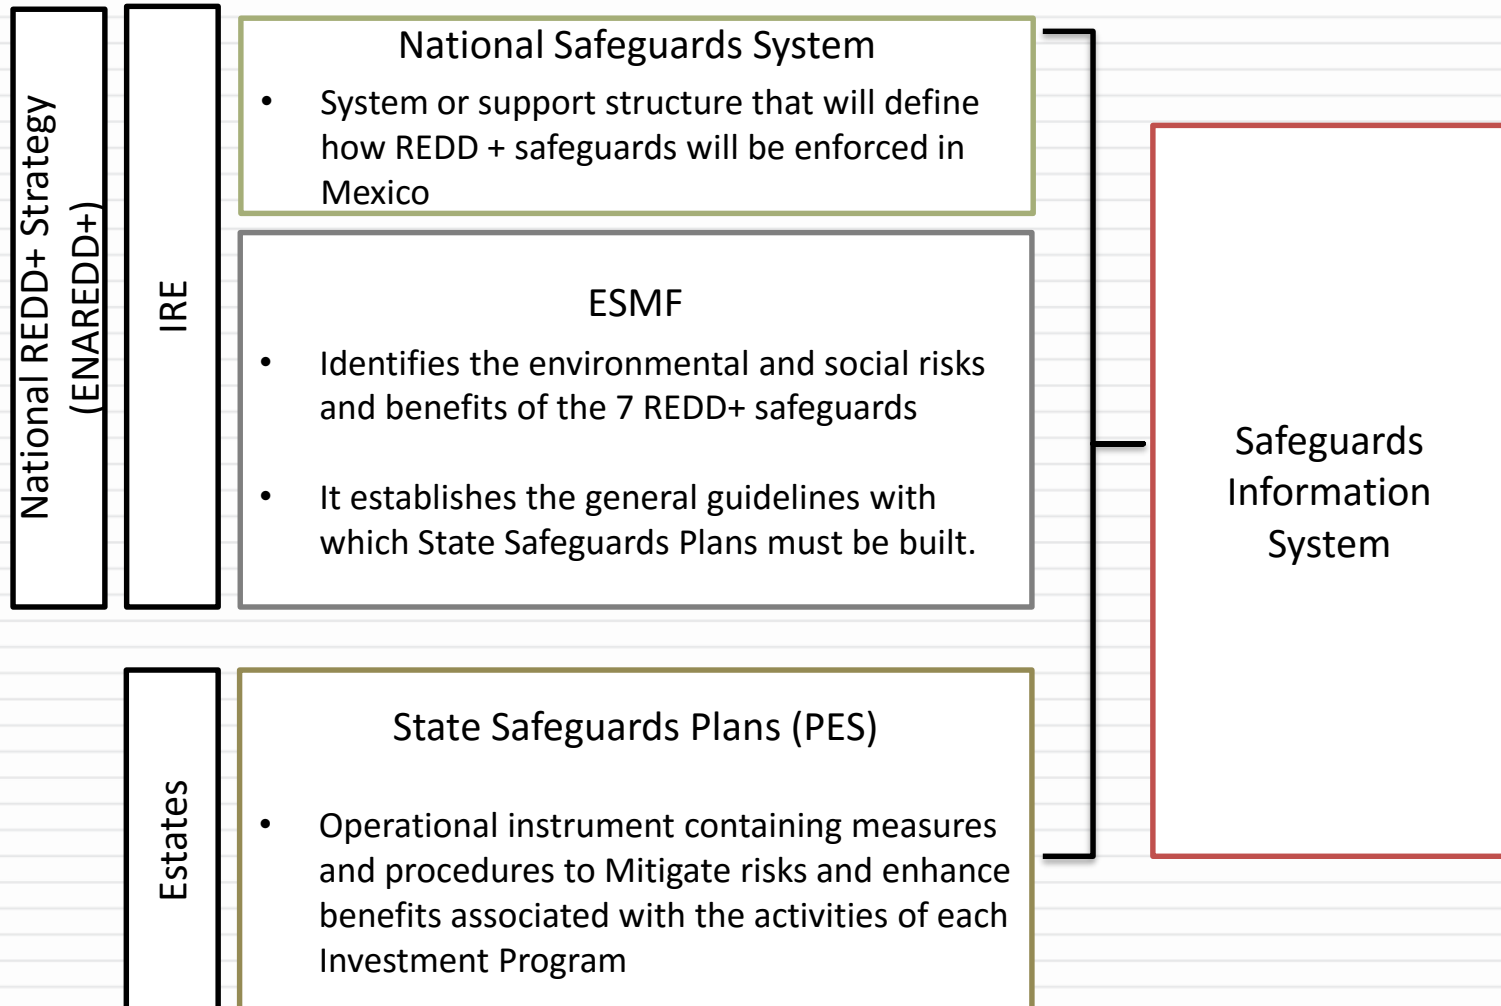 National REDD+ Strategy
(ENAREDD+)
IRE
National Safeguards System
• System or support structure that will define
how REDD + safeguards will be enforced in
Mexico
ESMF
• Identifies the environmental and social risks
and benefits of the 7 REDD+ safeguards
• It establishes the general guidelines with
which State Safeguards Plans must be built.
Estates
State Safeguards Plans (PES)
• Operational instrument containing measures
and procedures to Mitigate risks and enhance
benefits associated with the activities of each
Investment Program
Safeguards
Information
System